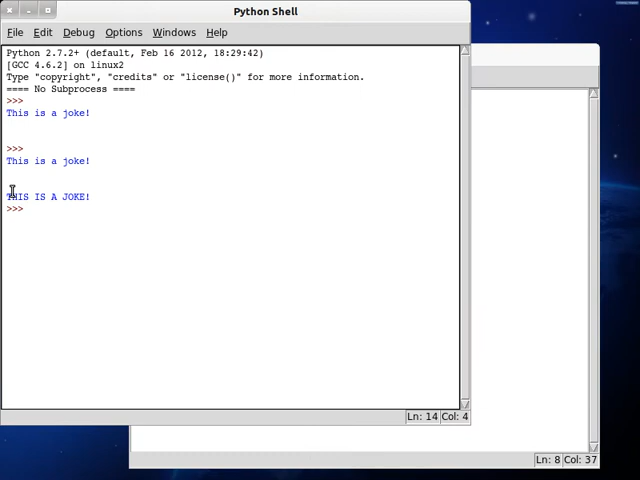 Python Shell
File Edit Debug Options Windows Help
Python 2.7.2+ (default, Feb 16 2012, 18:29:42)
[GCC 4.6.2] on linux2
Type "copyright", "credits" or "license()" for more information.
==== No Subprocess ====
>>>
This is a joke!
>>>
This is a joke!
THIS IS A JOKE!
>>>
Ln: 14 Col: 4
Ln: 8 Col: 37